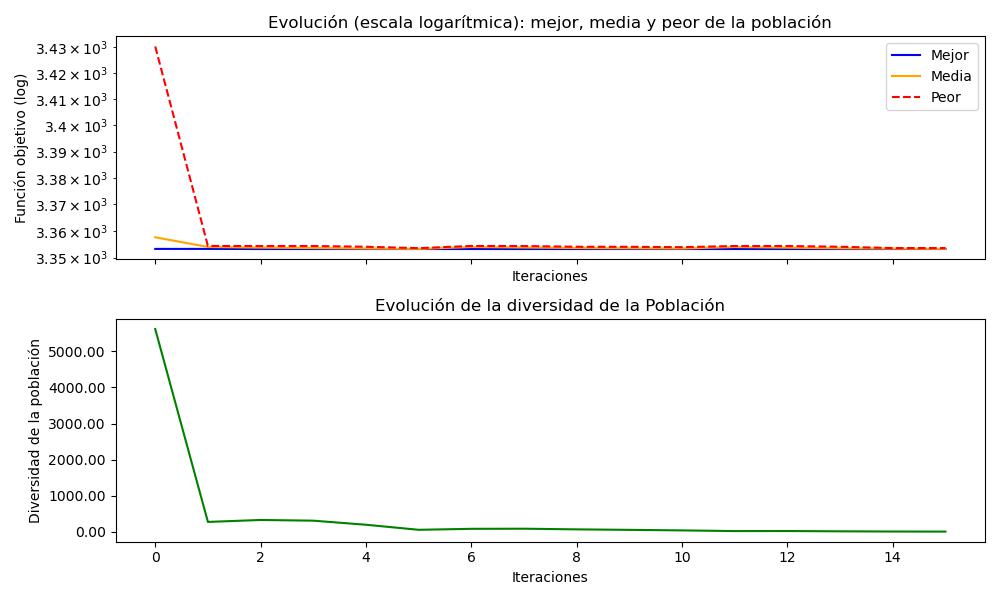 Evolución (escala logarítmica): mejor, media y peor de la población
Función objetivo (log)
3.43 × 10³
3.42 × 10³
3.41 × 10³
3.4 × 10³
3.39 × 10³
3.38 × 10³
3.37 × 10³
3.36 × 10³
3.35 × 10³
Mejor
Media
Peor
Iteraciones
Evolución de la diversidad de la Población
Diversidad de la población
5000.00
4000.00
3000.00
2000.00
1000.00
0.00
0 2 4 6 8 10 12 14
Iteraciones